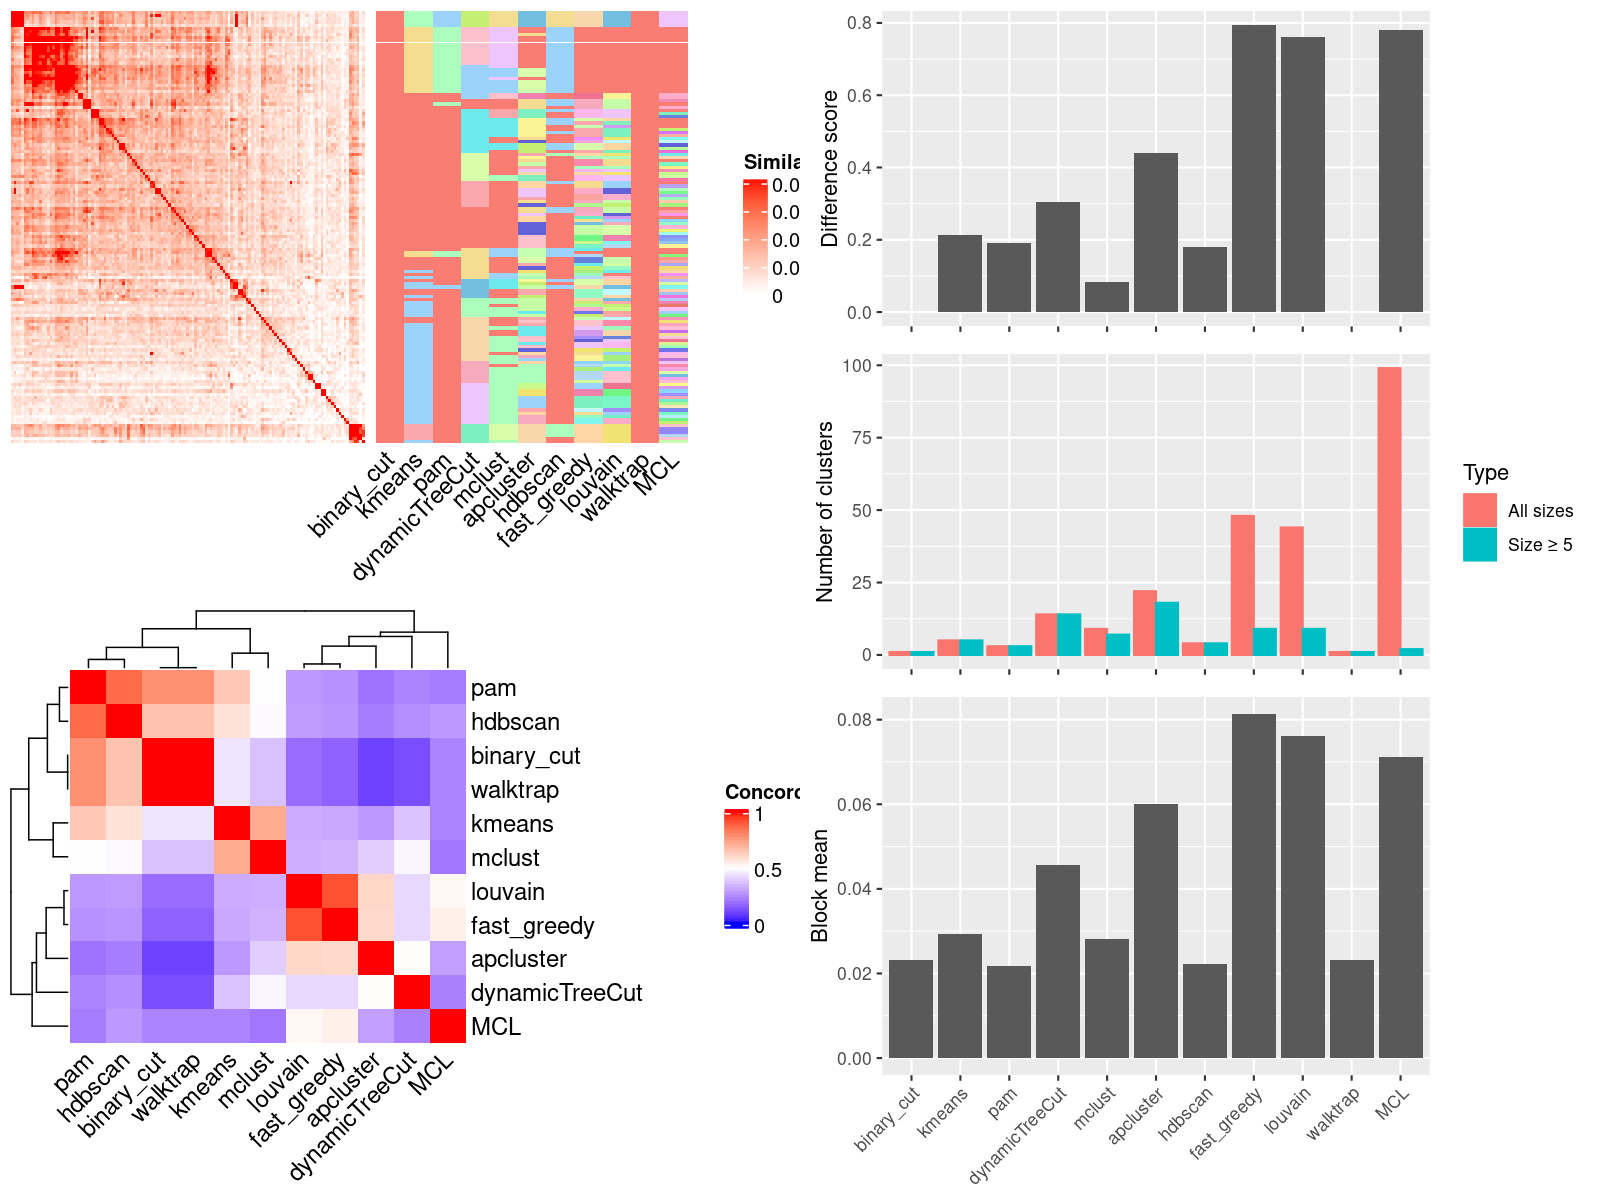 Simila
0.0
0.0
0.0
0.0
0
binary_cut
kmeans
pam
dynamicTreeCut
mclust
apcluster
hdbscan
fast_greedy
louvain
walktrap
MCL
pam
hdbscan
binary_cut
walktrap
kmeans
mclust
louvain
fast_greedy
apcluster
dynamicTreeCut
MCL
pam
hdbscan
binary_cut
walktrap
kmeans
mclust
louvain
fast_greedy
apcluster
dynamicTreeCut
MCL
Concord
1
0.5
0
Difference score
0.8
0.6
0.4
0.2
0.0
Number of clusters
100
75
50
25
0
Type
All sizes
Size ≥ 5
Block mean
0.08
0.06
0.04
0.02
0.00
binary_cut
kmeans
pam
dynamicTreeCut
mclust
apcluster
hdbscan
fast_greedy
louvain
walktrap
MCL